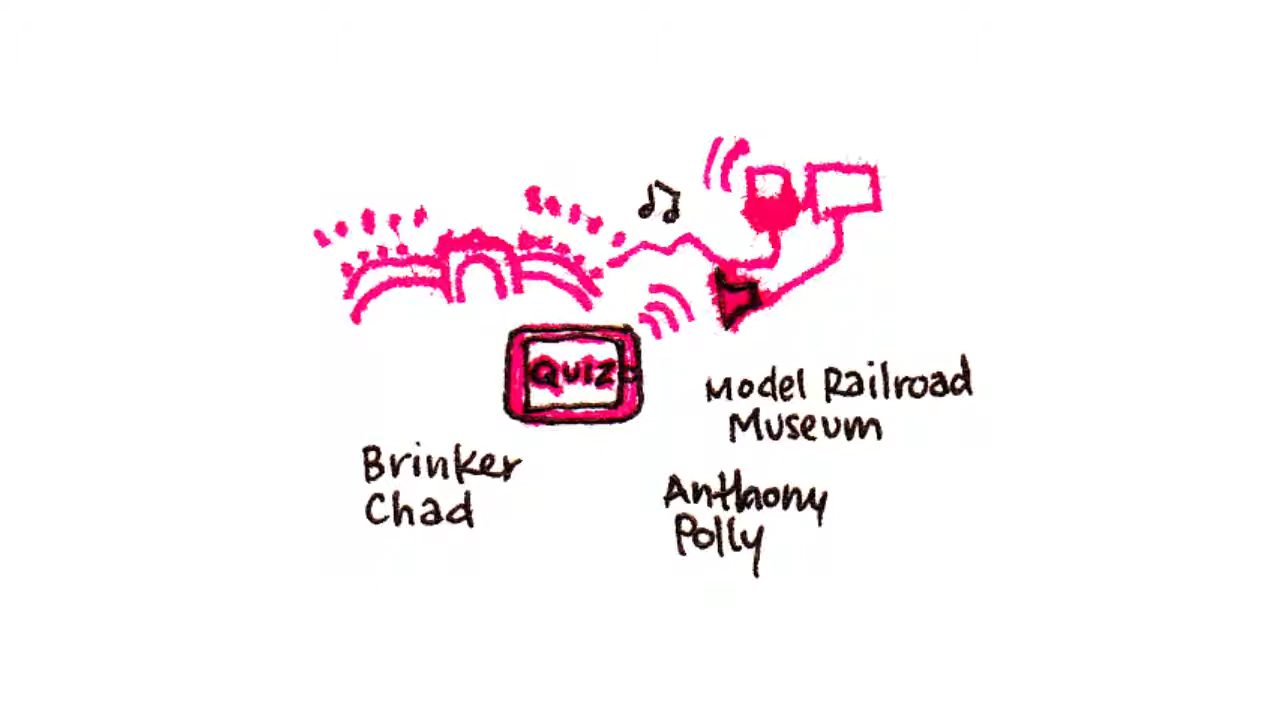 QUIZ
Model Railroad
Museum
Brinker
Chad
Anthony
Polly